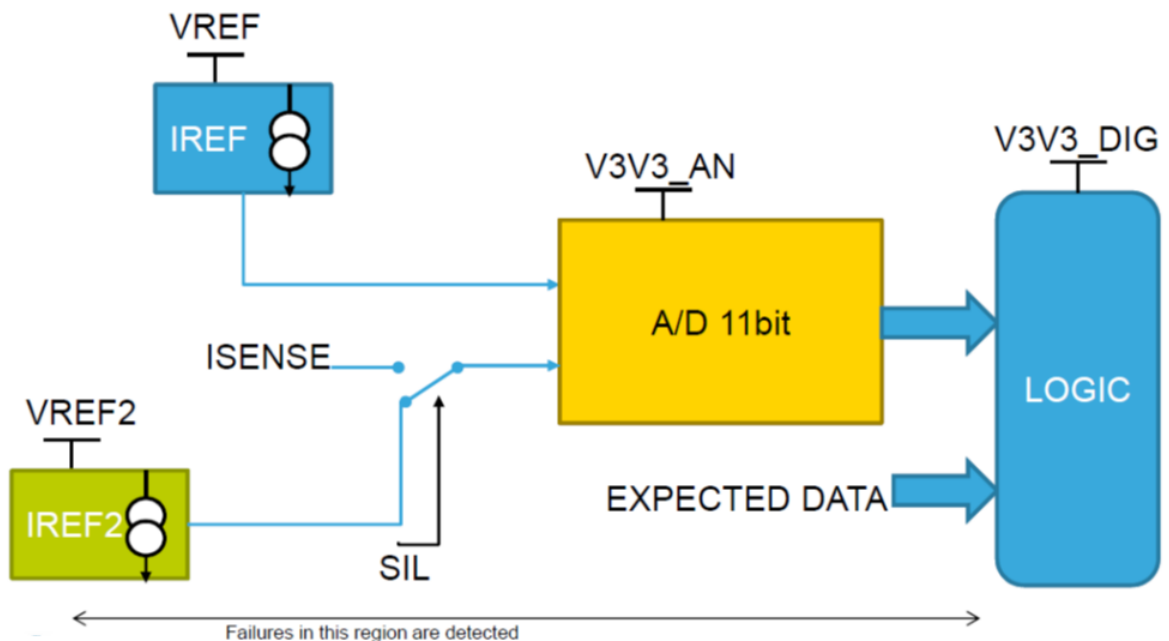 VREF
IREF
V3V3_DIG
V3V3_AN
A/D 11bit
ISENSE
LOGIC
VREF2
EXPECTED DATA
IREF2
SIL
Failures in this region are detected